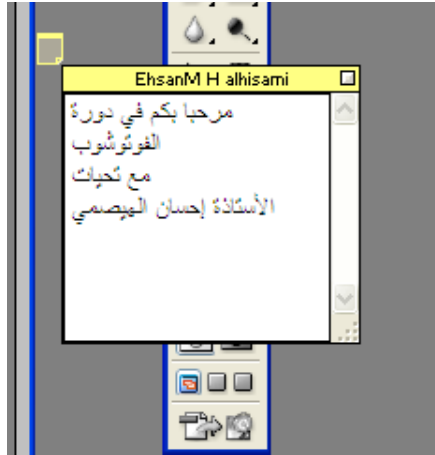 EhsanM H alhisami
مرحبا بكم في دورة
الفوتوشوب
مع تحيات
الأستاذة إحسان الهيصمي